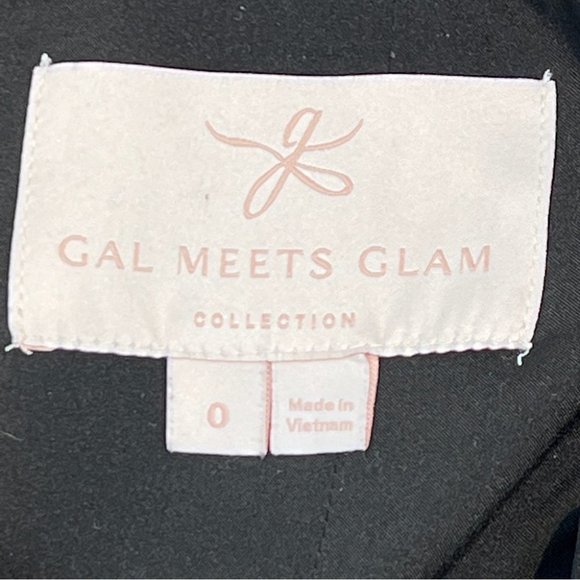 g
GAL MEETS GLAM
COLLECTION
0
Made in
Vietnam